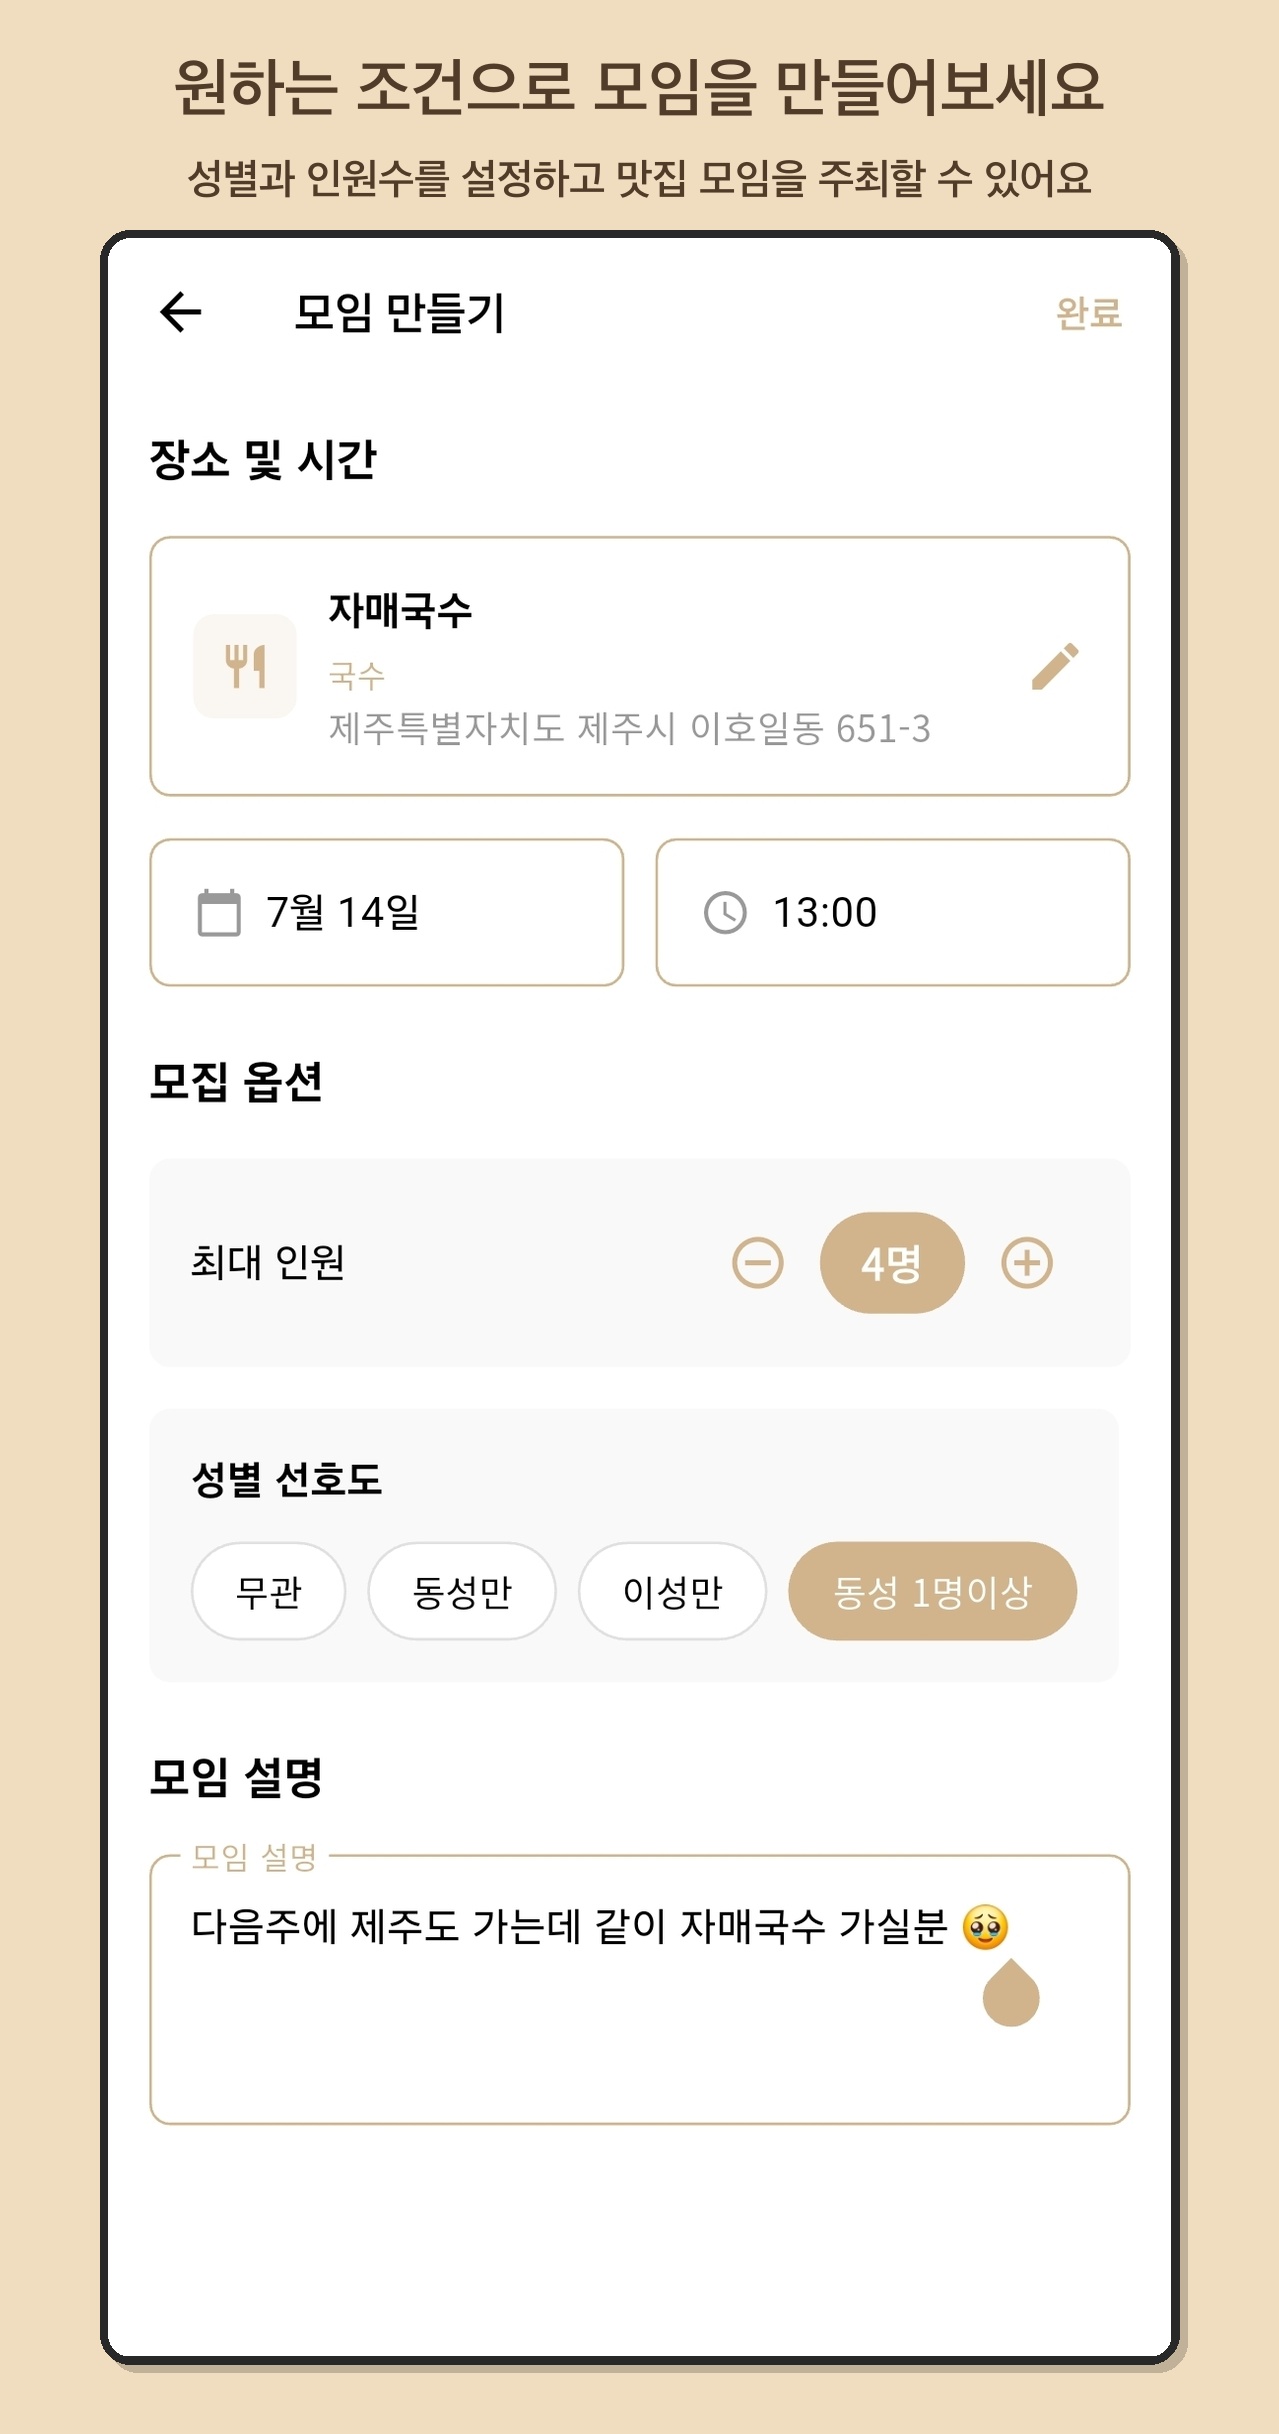 원하는 조건으로 모임을 만들어보세요
성별과 인원수를 설정하고 맛집 모임을 주최할 수 있어요
모임 만들기
완료
장소 및 시간
자매국수
국수
제주특별자치도 제주시 이호일동 651-3
7월 14일
13:00
모집 옵션
최대 인원
4명
성별 선호도
무관
동성만
이성만
동성 1명이상
모임 설명
모임 설명
다음주에 제주도 가는데 같이 자매국수 가실분 🥹